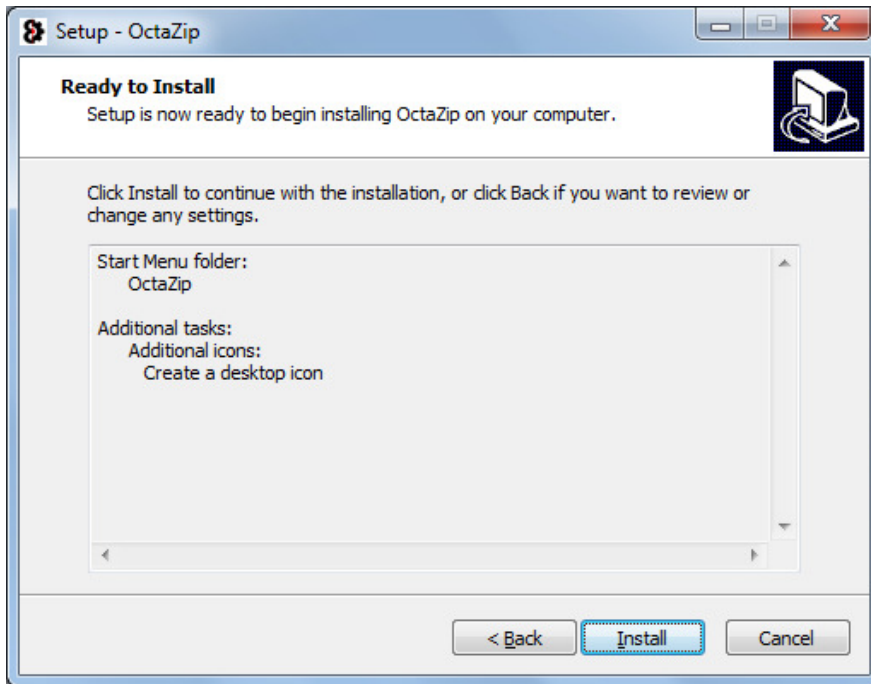 Setup - OctaZip
Ready to Install
Setup is now ready to begin installing OctaZip on your computer.
Click Install to continue with the installation, or click Back if you want to review or
change any settings.
Start Menu folder:
OctaZip
Additional tasks:
Additional icons:
Create a desktop icon
< Back
Install
Cancel